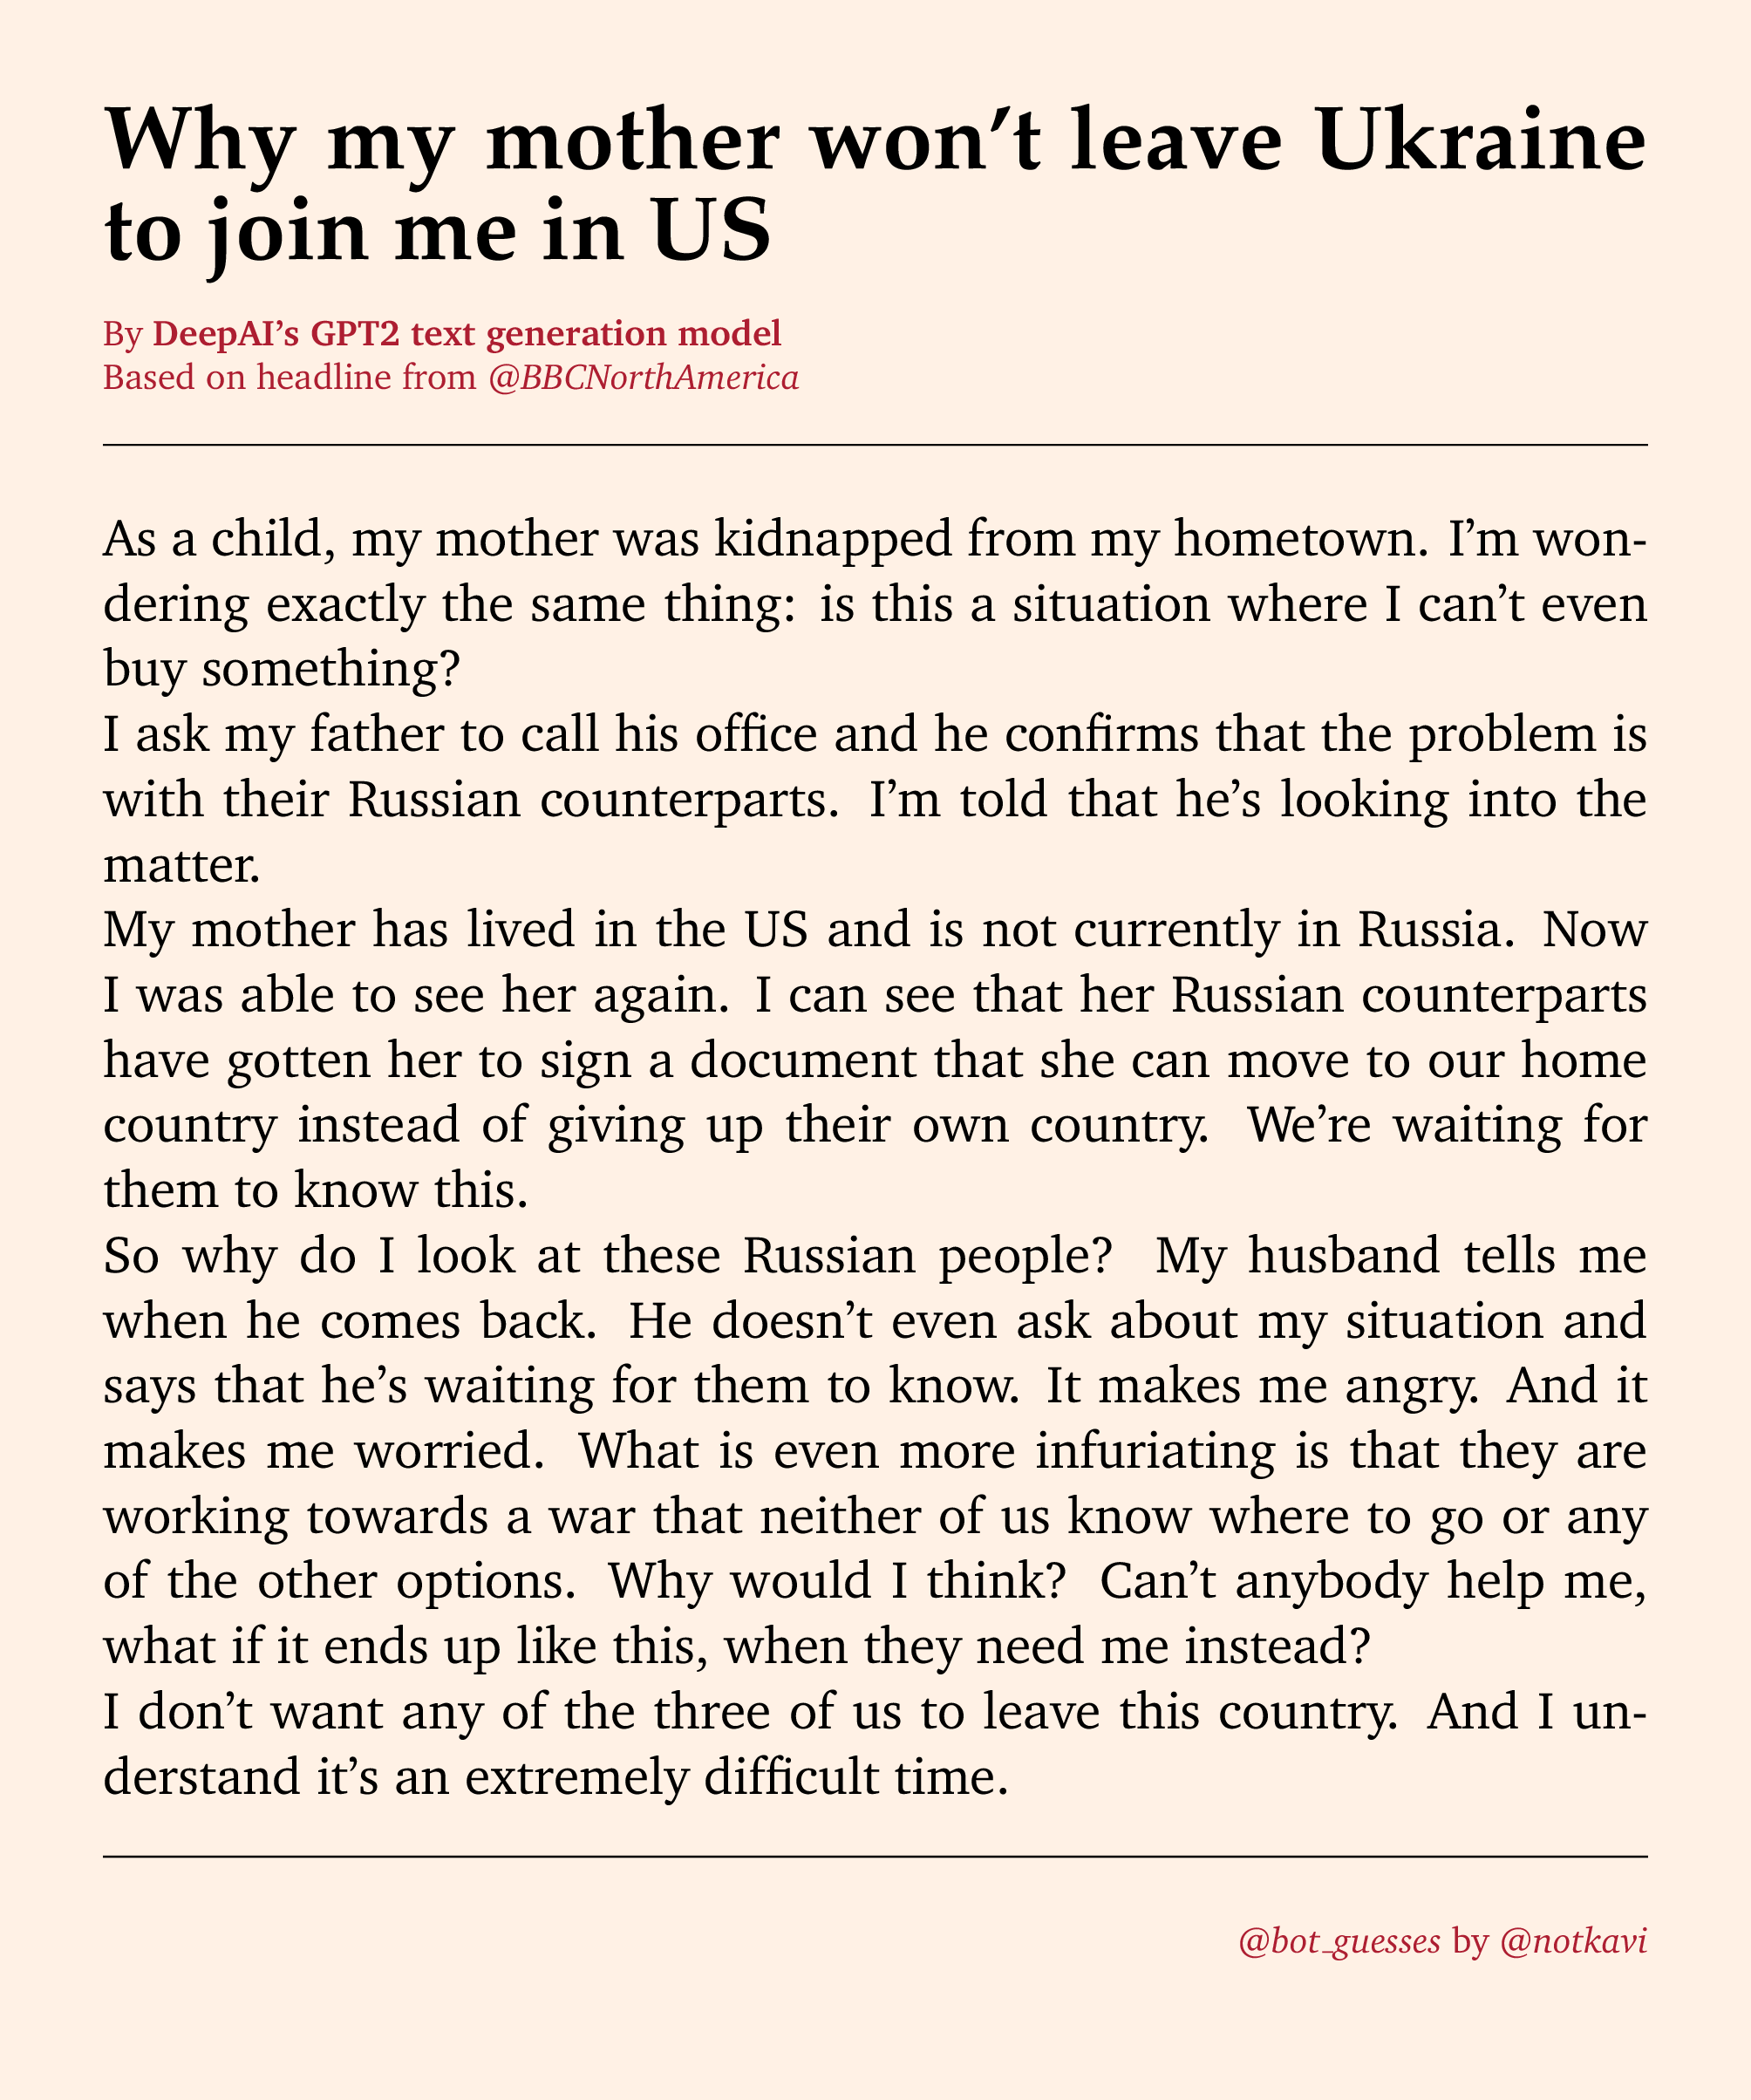 Why my mother won’t leave Ukraine
to join me in US
By DeepAI’s GPT2 text generation model
Based on headline from @BBCNorthAmerica
As a child, my mother was kidnapped from my hometown. I’m won-
dering exactly the same thing: is this a situation where I can’t even
buy something?
I ask my father to call his office and he confirms that the problem is
with their Russian counterparts. I’m told that he’s looking into the
matter.
My mother has lived in the US and is not currently in Russia. Now
I was able to see her again. I can see that her Russian counterparts
have gotten her to sign a document that she can move to our home
country instead of giving up their own country. We’re waiting for
them to know this.
So why do I look at these Russian people? My husband tells me
when he comes back. He doesn’t even ask about my situation and
says that he’s waiting for them to know. It makes me angry. And it
makes me worried. What is even more infuriating is that they are
working towards a war that neither of us know where to go or any
of the other options. Why would I think? Can’t anybody help me,
what if it ends up like this, when they need me instead?
I don’t want any of the three of us to leave this country. And I un-
derstand it’s an extremely difficult time.
@bot_guesses by @notkavi